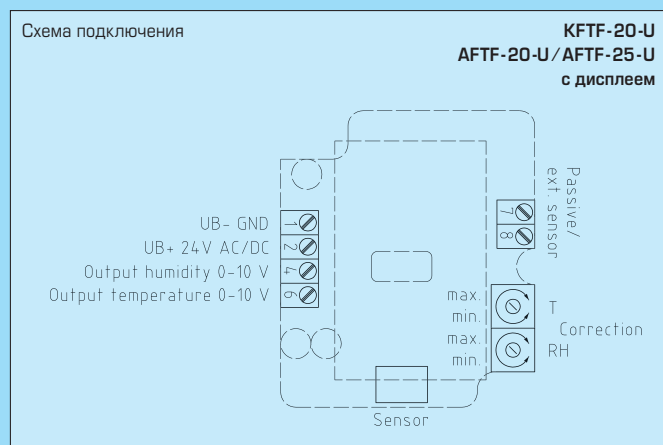 Схема подключения
KFTF-20-U
AFTF-20-U/AFTF-25-U
с дисплеем
UB- GND
1
UB+ 24V AC/DC
2
Output humidity 0-10 V
4
Output temperature 0-10 V
6
7
8
Passive/
ext. sensor
max.
min.
T
Correction
max.
min.
RH
Sensor